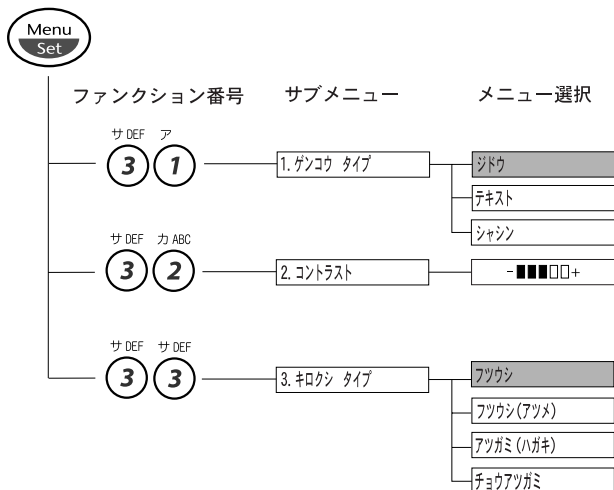 Menu
Set
ファンクション番号 サブメニュー メニュー選択
サ DEF ア
3 1 1. ゲンコウ タイプ ジドウ
テキスト
シャシン
サ DEF カ ABC
3 2 2. コントラスト -■■■□□+
サ DEF サ DEF
3 3 3. キロクシ タイプ フツウシ
フツウシ(アツメ)
アツガミ(ハガキ)
チョウアツガミ